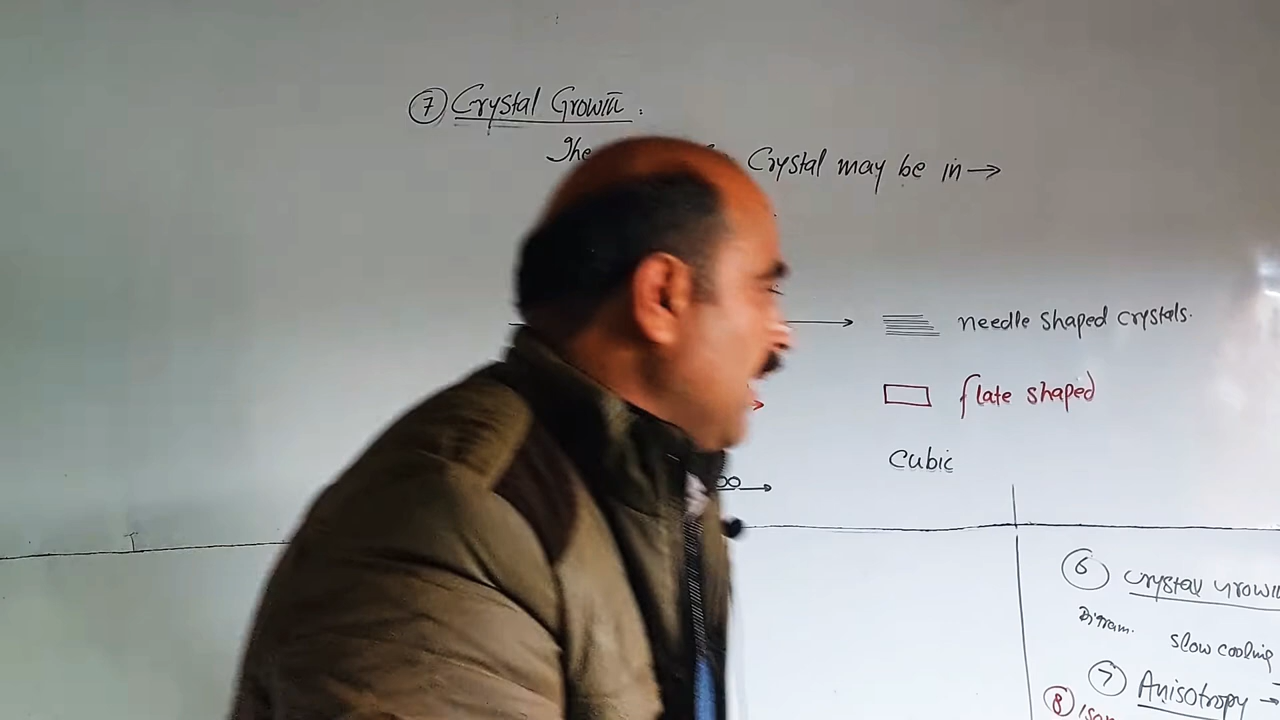 7 Crystal Growth.
The Crystal may be in →
→ needle shaped crystals.
flate shaped
Cubic
6 Crystal Growth
slow cooling
7 Anisotropy →
8